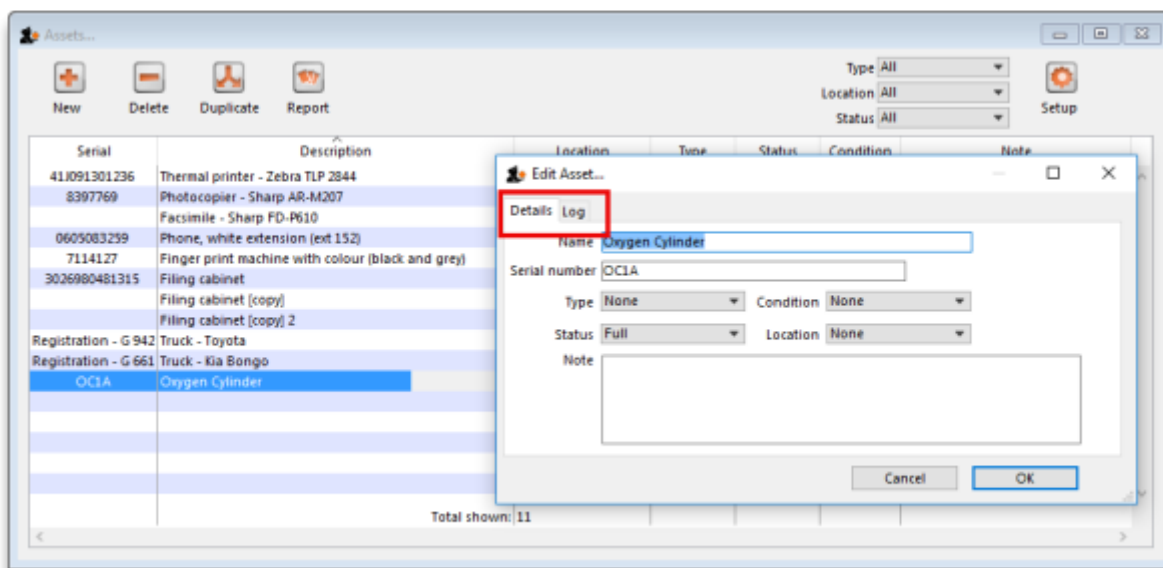 Assets...
New Delete Duplicate Report
Type All
Location All
Status All
Setup
Serial Description Location Type Status Condition Note
41J091301236 Thermal printer - Zebra TLP 2844
8397769 Photocopier - Sharp AR-M207
Facsimile - Sharp FD-P610
0605083259 Phone, white extension (ext 152)
7114127 Finger print machine with colour (black and grey)
3026980481315 Filing cabinet
Filing cabinet [copy]
Filing cabinet [copy] 2
Registration - G 942 Truck - Toyota
Registration - G 661 Truck - Kia Bongo
OC1A Oxygen Cylinder
Total shown: 11
Edit Asset...
Details Log
Name Oxygen Cylinder
Serial number OC1A
Type None Condition None
Status Full Location None
Note
Cancel OK